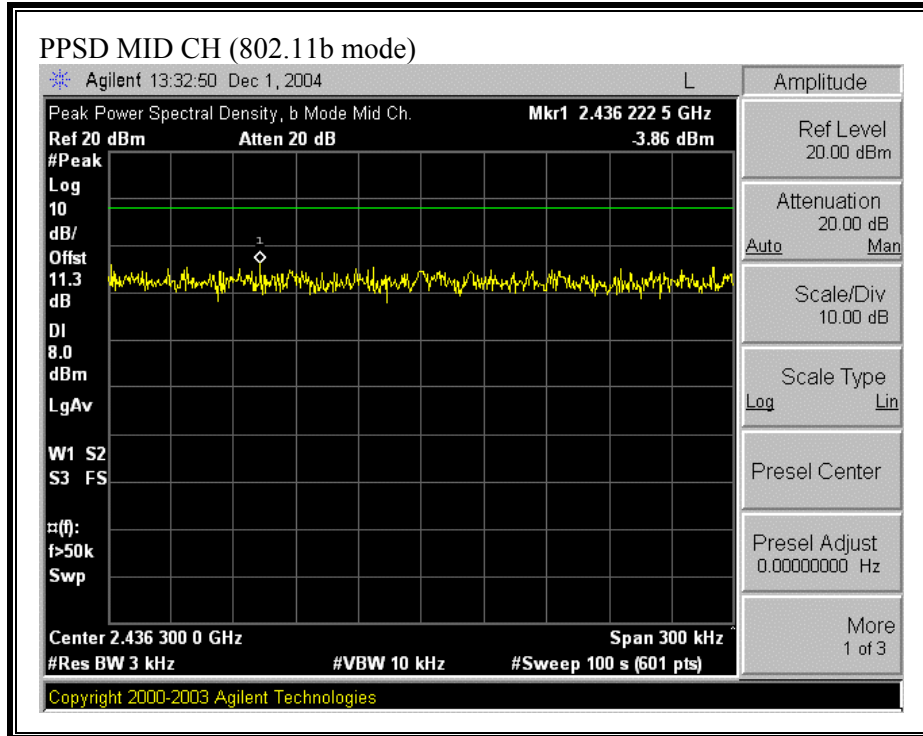 PPSD MID CH (802.11b mode)
Agilent 13:32:50 Dec 1, 2004 L
Peak Power Spectral Density, b Mode Mid Ch. Mkr1 2.436 222 5 GHz
Ref 20 dBm Atten 20 dB -3.86 dBm
#Peak
Log
10
dB/
Offst
11.3
dB
DI
8.0
dBm
LgAv
W1 S2
S3 FS
¤(f):
f>50k
Swp
1
Center 2.436 300 0 GHz Span 300 kHz
#Res BW 3 kHz #VBW 10 kHz #Sweep 100 s (601 pts)
Copyright 2000-2003 Agilent Technologies
Amplitude
Ref Level
20.00 dBm
Attenuation
20.00 dB
Auto Man
Scale/Div
10.00 dB
Scale Type
Log Lin
Presel Center
Presel Adjust
0.00000000 Hz
More
1 of 3